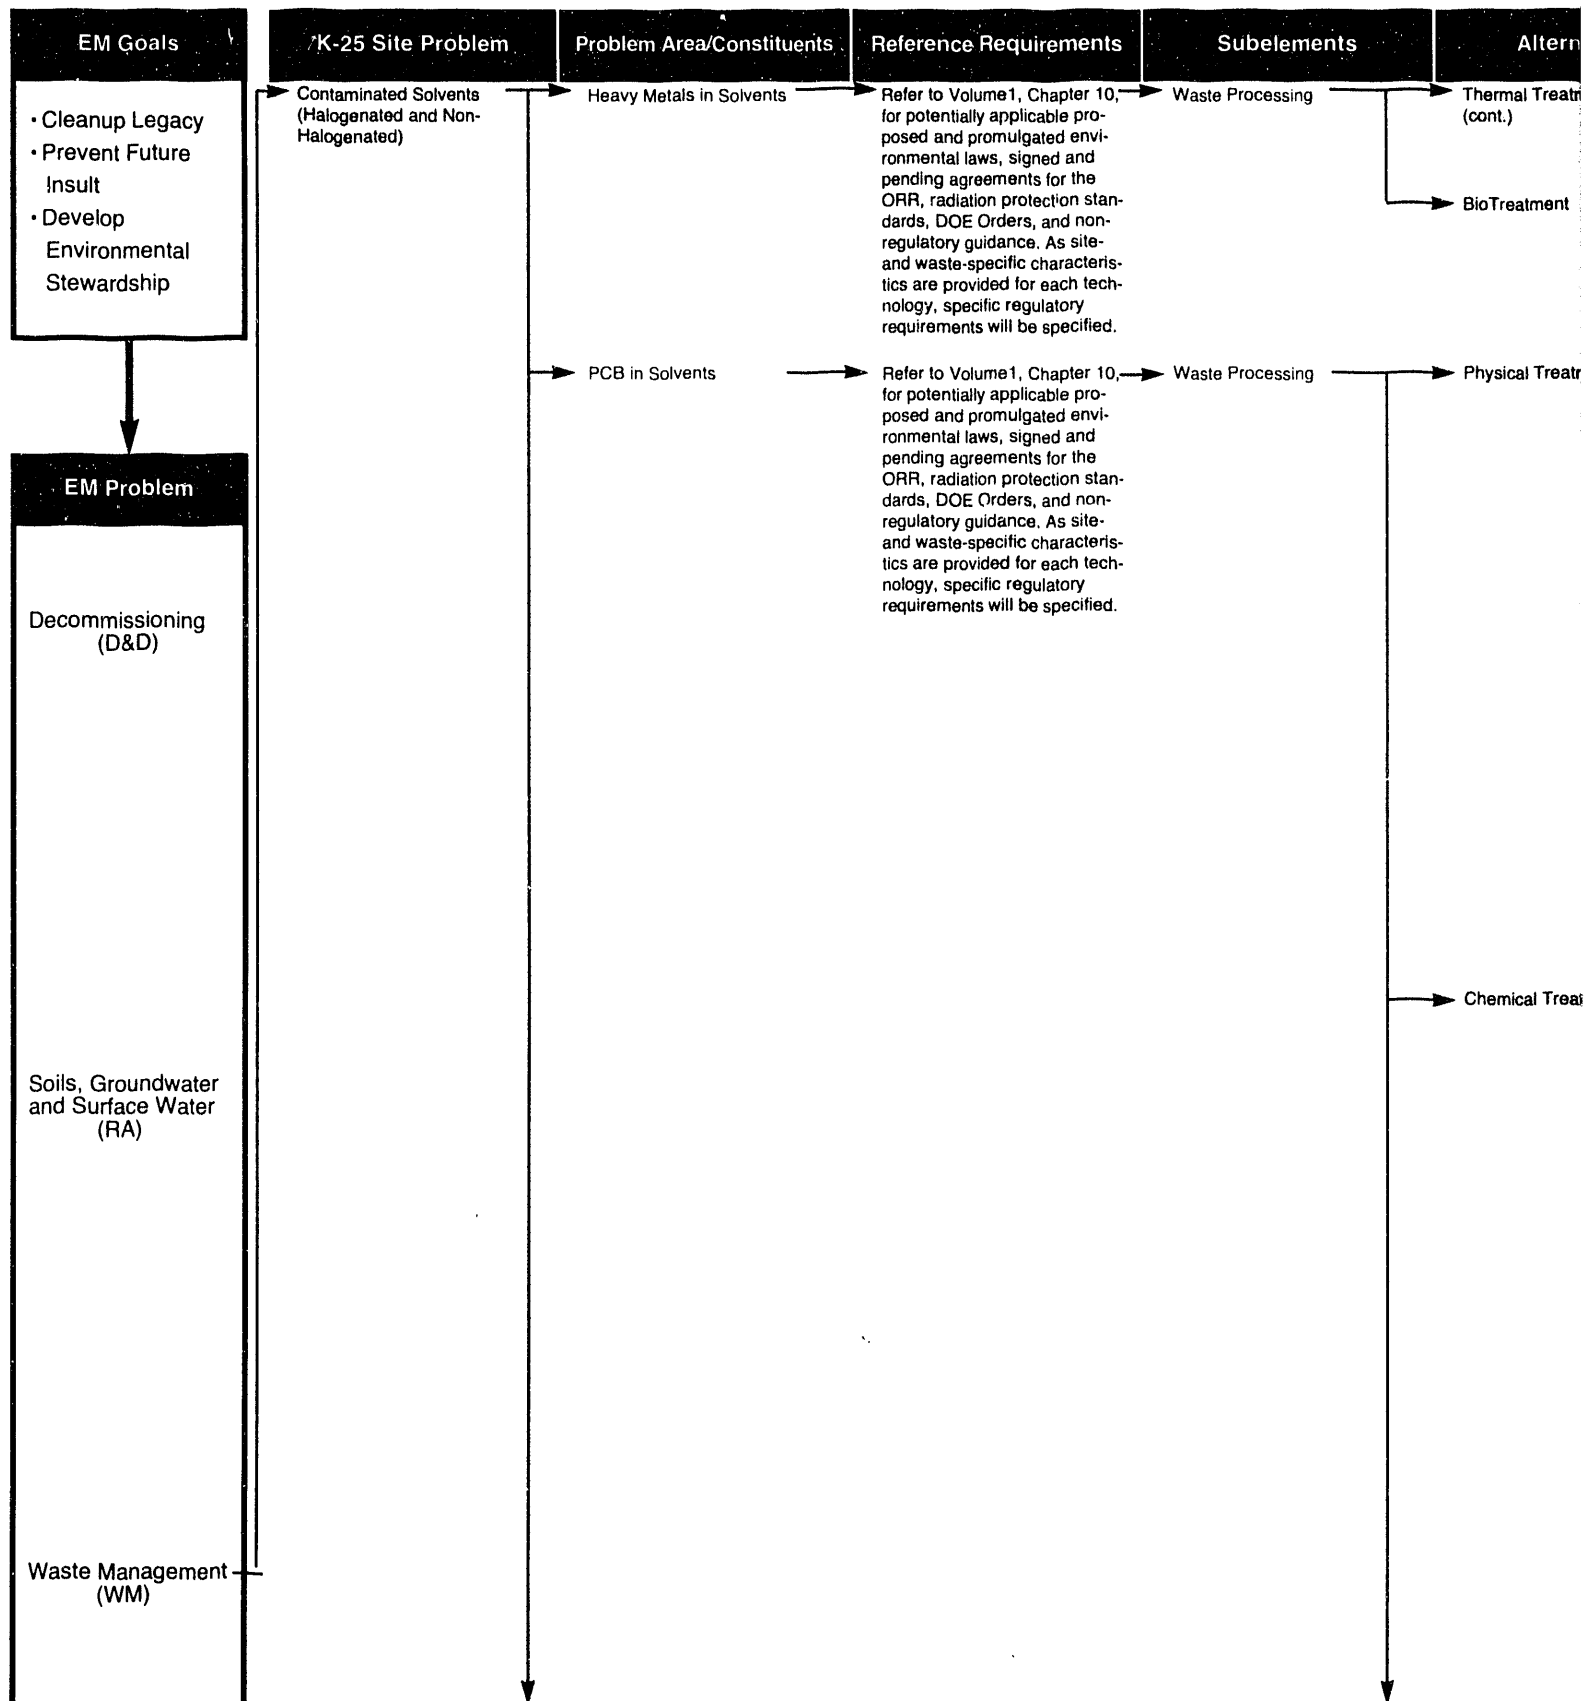 EM Goals
• Cleanup Legacy
• Prevent Future
Insult
• Develop
Environmental
Stewardship
EM Problem
Decommissioning
(D&D)
Soils, Groundwater
and Surface Water
(RA)
Waste Management
(WM)
K-25 Site Problem
Contaminated Solvents
(Halogenated and Non-
Halogenated)
Problem Area/Constituents
Heavy Metals in Solvents
PCB in Solvents
Reference Requirements
Refer to Volume1, Chapter 10,
for potentially applicable pro-
posed and promulgated envi-
ronmental laws, signed and
pending agreements for the
ORR, radiation protection stan-
dards, DOE Orders, and non-
regulatory guidance. As site-
and waste-specific characteris-
tics are provided for each tech-
nology, specific regulatory
requirements will be specified.
Refer to Volume1, Chapter 10,
for potentially applicable pro-
posed and promulgated envi-
ronmental laws, signed and
pending agreements for the
ORR, radiation protection stan-
dards, DOE Orders, and non-
regulatory guidance. As site-
and waste-specific characteris-
tics are provided for each tech-
nology, specific regulatory
requirements will be specified.
Subelements
Waste Processing
Waste Processing
Altern
Thermal
(cont.)
BioTreatment
Physical
Chemical